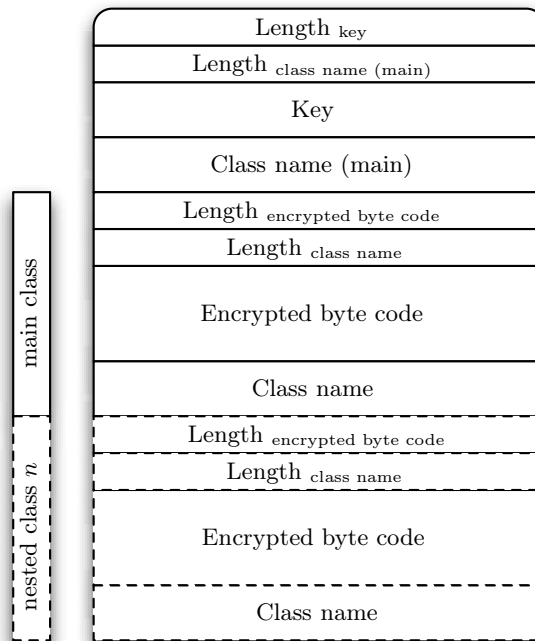 Length key
Length class name (main)
Key
Class name (main)
main class
Length encrypted byte code
Length class name
Encrypted byte code
Class name
nested class n
Length encrypted byte code
Length class name
Encrypted byte code
Class name